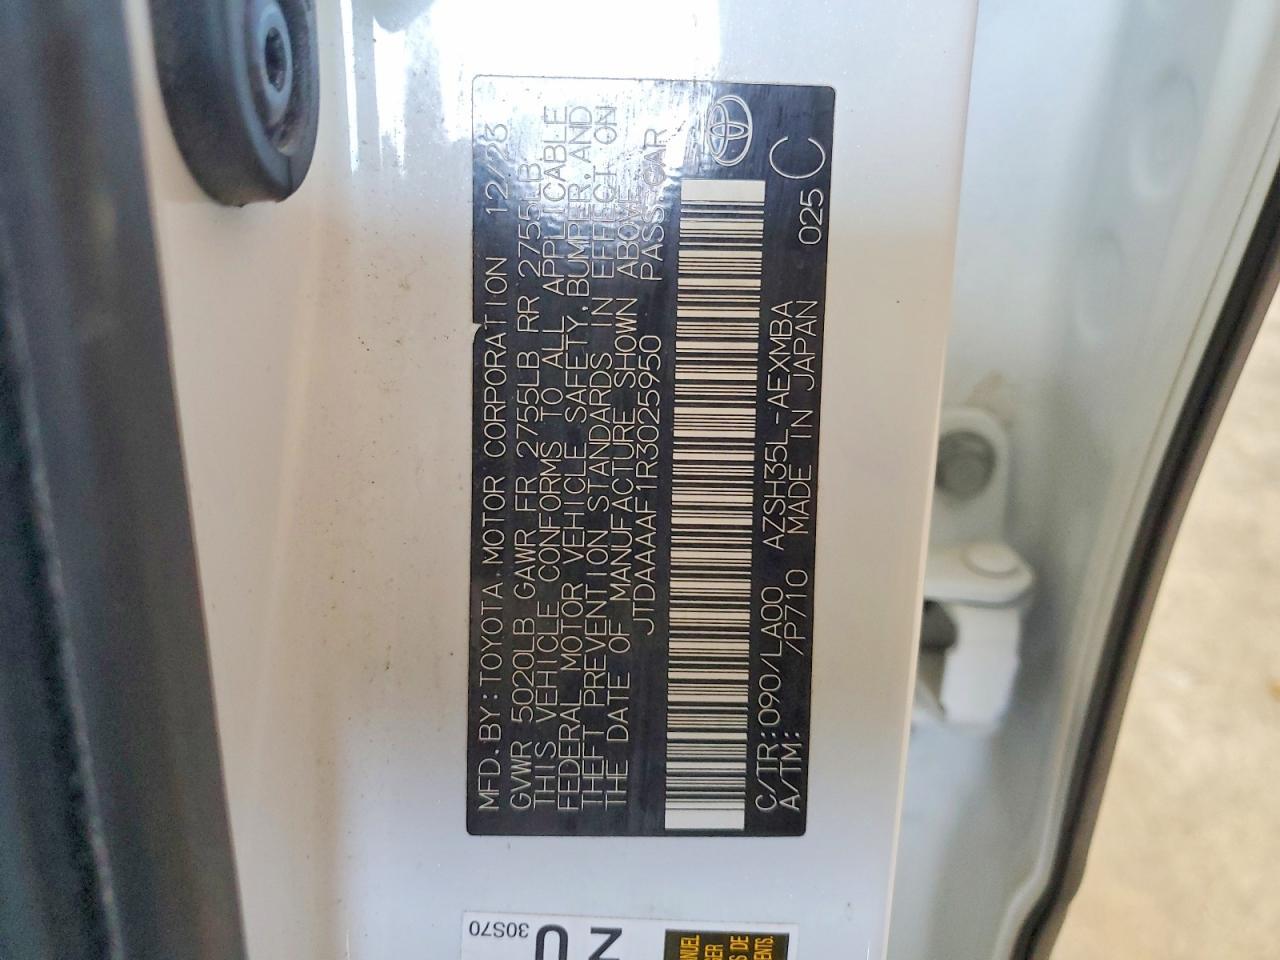 MFD.BY:TOYOTA MOTOR CORPORATION 12/23
GVWR 5020LB GAWR FR 2755LB RR 2755LB
THIS VEHICLE CONFORMS TO ALL APPLICABLE
FEDERAL MOTOR VEHICLE SAFETY,BUMPER,AND
THEFT PREVENTION STANDARDS IN EFFECT ON
THE DATE OF MANUFACTURE SHOWN ABOVE
JTDAAAAF1R3025950 PASS CAR
C/TR:090/LA00 AZSH35L-AEXMBA 025 C
A/TM: /P710 MADE IN JAPAN
30S70